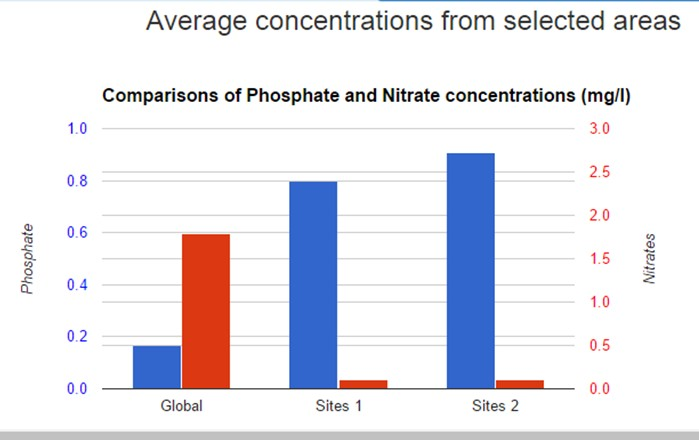 Average concentrations from selected areas
Comparisons of Phosphate and Nitrate concentrations (mg/l)
1.0
0.8
0.6
0.4
0.2
0.0
Phosphate
3.0
2.5
2.0
1.5
1.0
0.5
0.0
Nitrates
Global
Sites 1
Sites 2